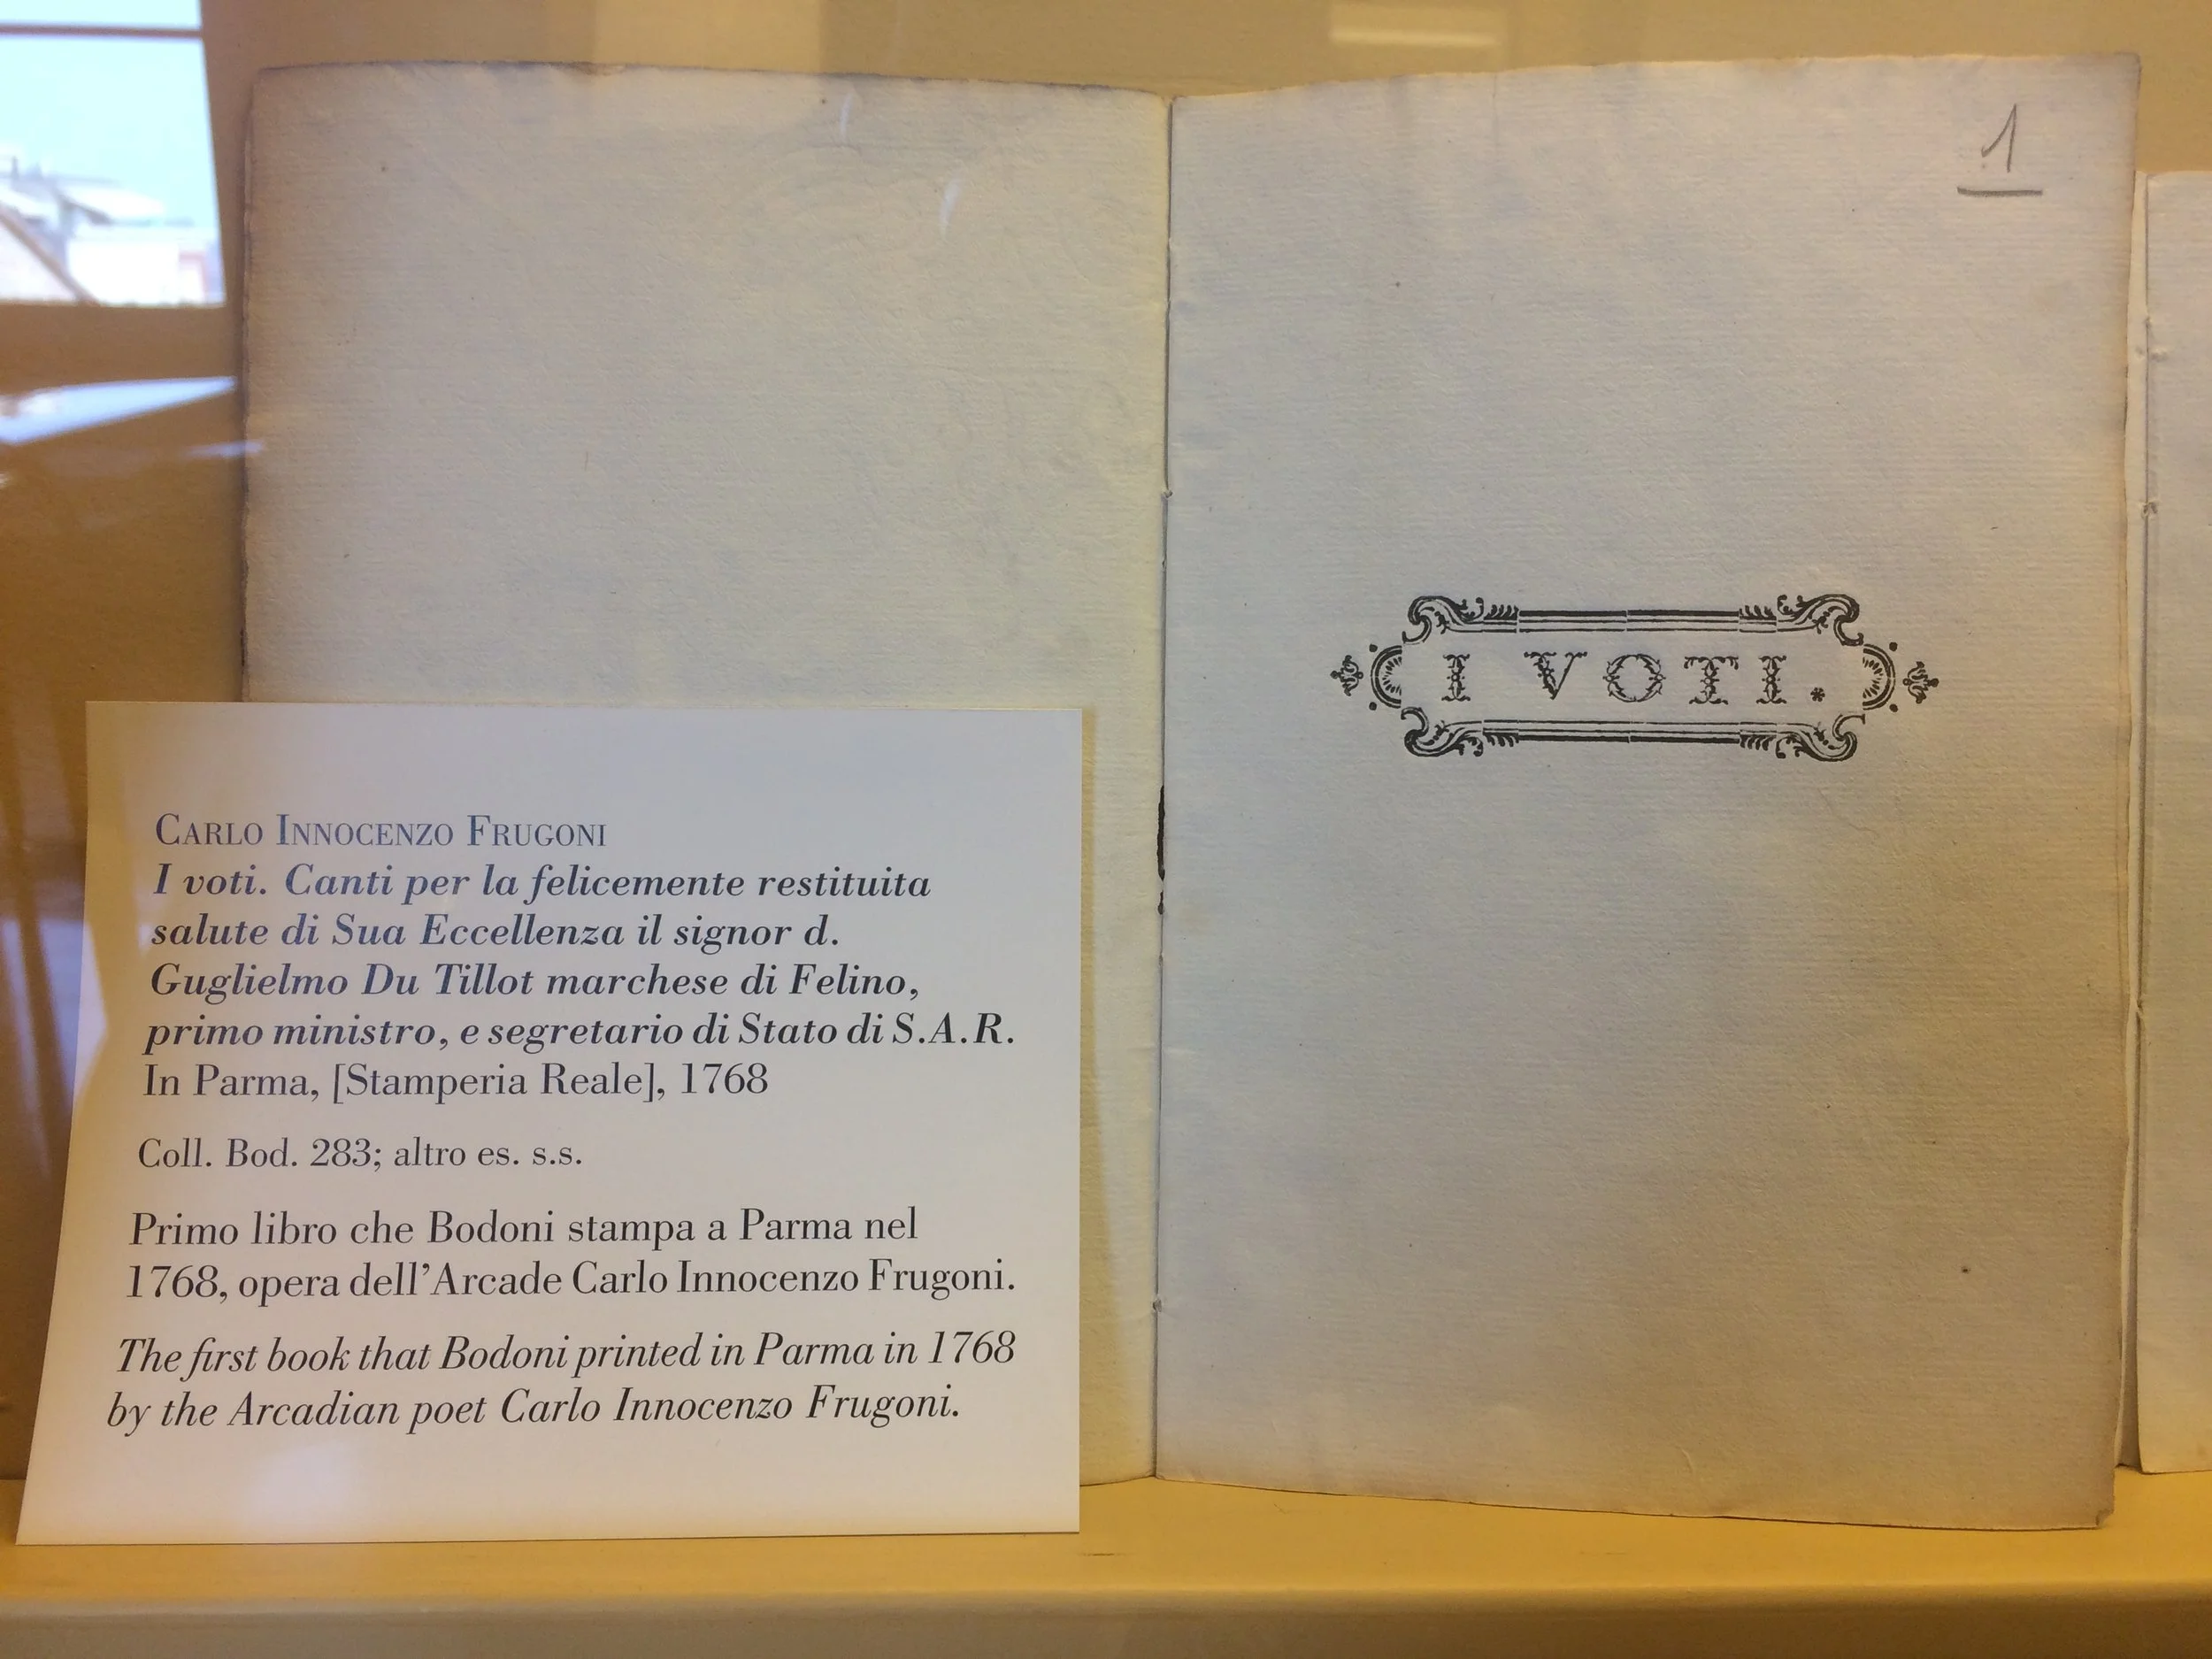 1
I VOTI.
CARLO INNOCENZO FRUGONI
I voti. Canti per la felicemente restituita
salute di Sua Eccellenza il signor d.
Guglielmo Du Tillot marchese di Felino,
primo ministro, e segretario di Stato di S.A.R.
In Parma, [Stamperia Reale], 1768
Coll. Bod. 283; altro es. s.s.
Primo libro che Bodoni stampa a Parma nel
1768, opera dell’Arcade Carlo Innocenzo Frugoni.
The first book that Bodoni printed in Parma in 1768
by the Arcadian poet Carlo Innocenzo Frugoni.